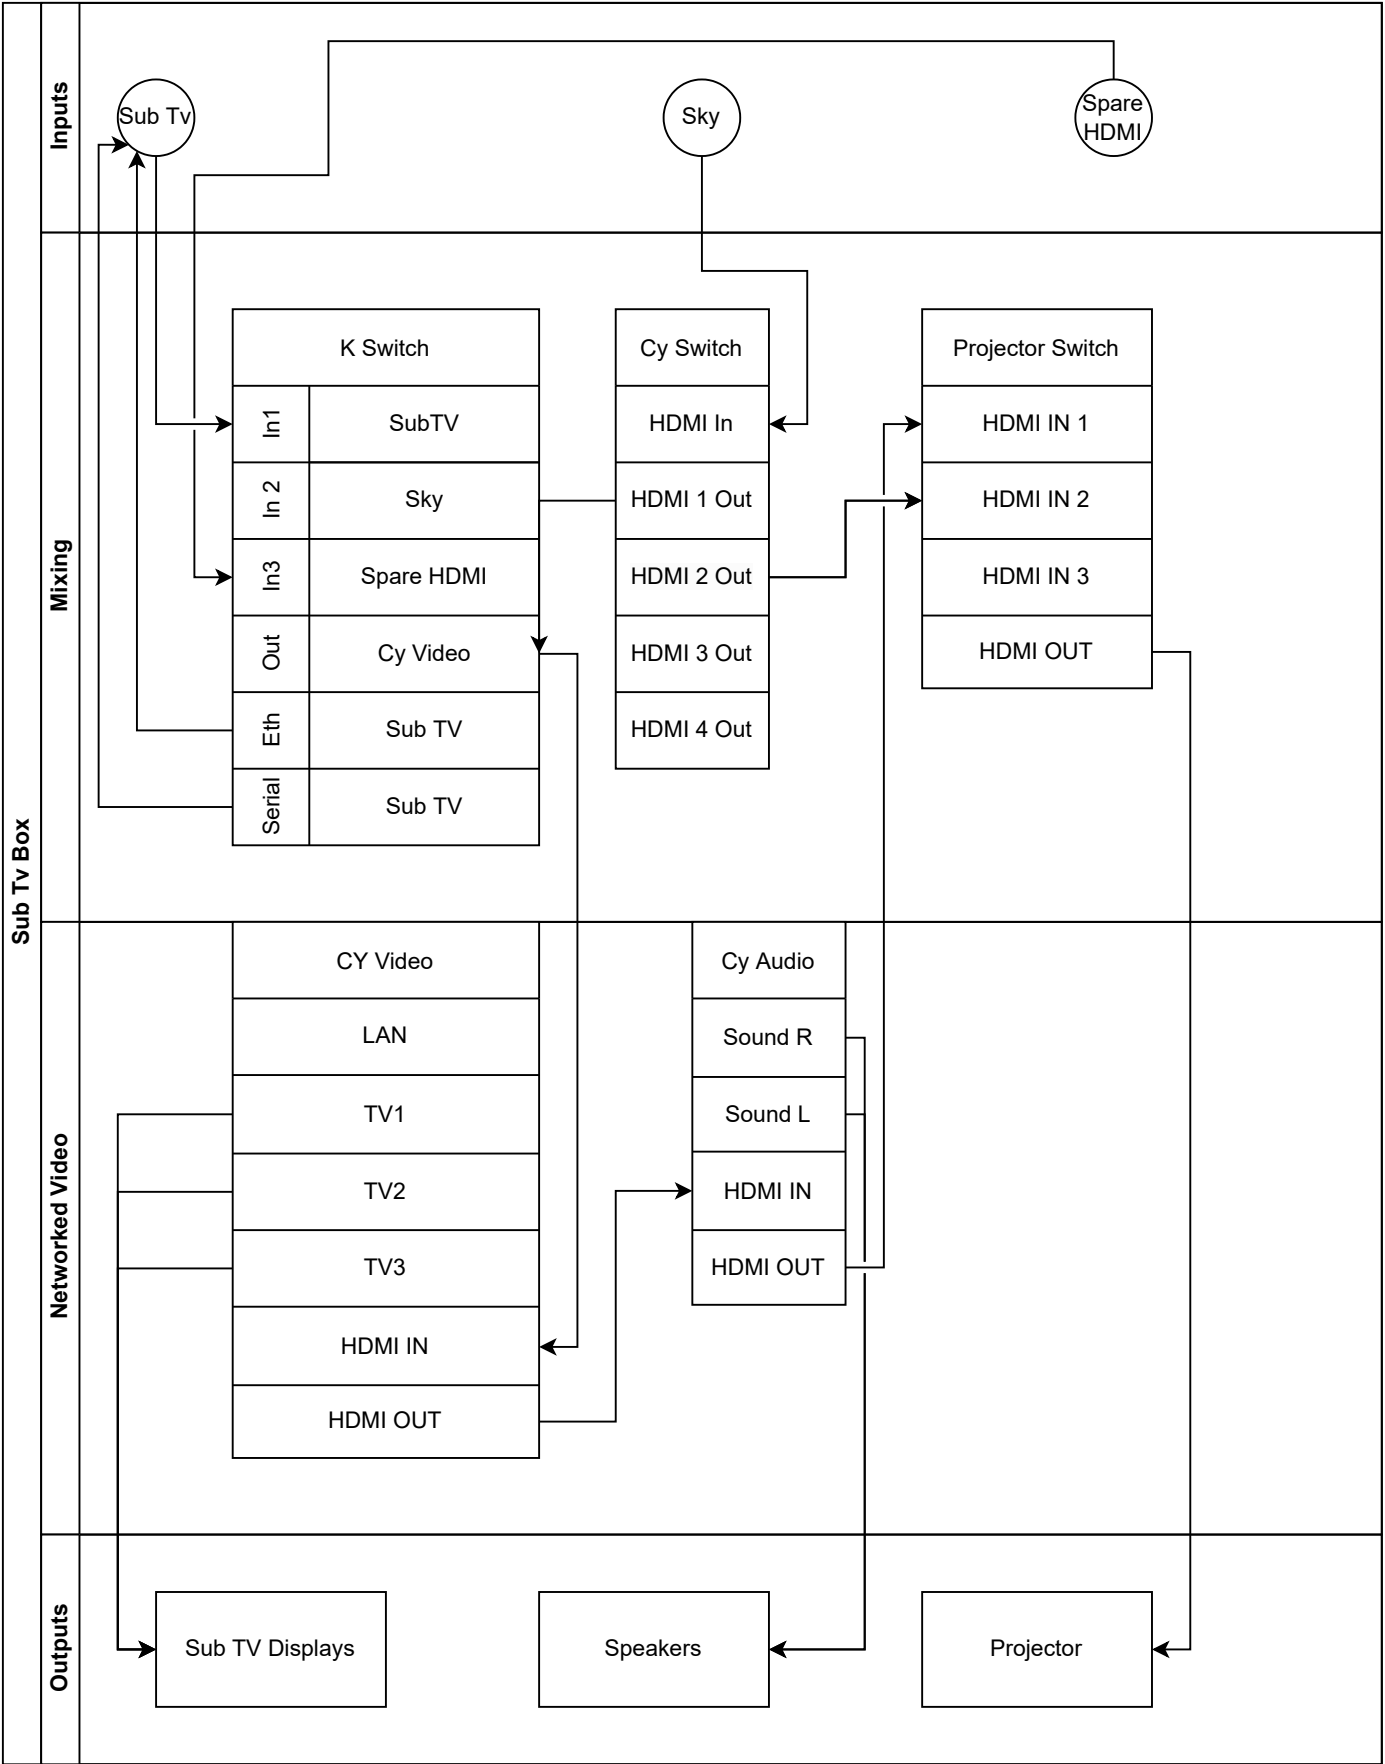 Sub Tv Box
Inputs
Sub Tv
Sky
Spare
HDMI
Mixing
K Switch
In1
SubTV
In 2
Sky
In3
Spare HDMI
Out
Cy Video
Eth
Sub TV
Serial
Sub TV
Cy Switch
HDMI In
HDMI 1 Out
HDMI 2 Out
HDMI 3 Out
HDMI 4 Out
Projector Switch
HDMI IN 1
HDMI IN 2
HDMI IN 3
HDMI OUT
Networked Video
CY Video
LAN
TV1
TV2
TV3
HDMI IN
HDMI OUT
Cy Audio
Sound R
Sound L
HDMI IN
HDMI OUT
Outputs
Sub TV Displays
Speakers
Projector